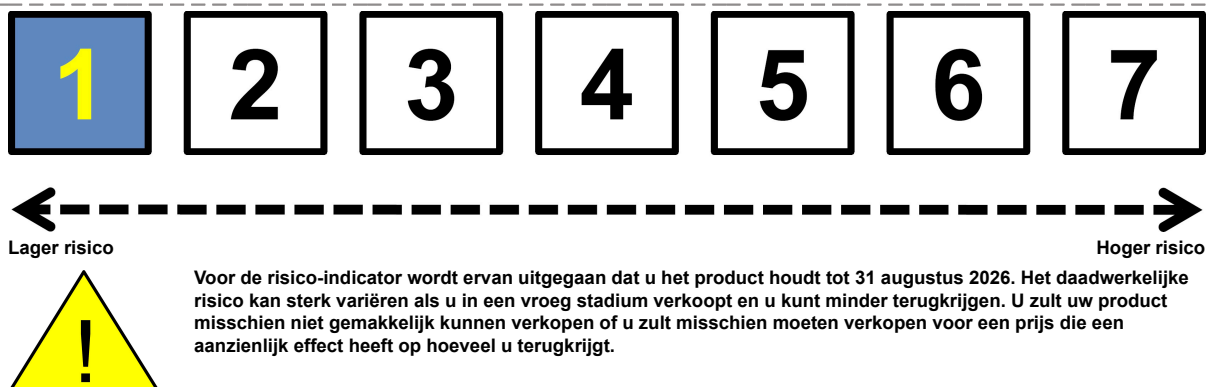 1 2 3 4 5 6 7
Lager risico Hoger risico
Voor de risico-indicator wordt ervan uitgegaan dat u het product houdt tot 31 augustus 2026. Het daadwerkelijke
risico kan sterk variëren als u in een vroeg stadium verkoopt en u kunt minder terugkrijgen. U zult uw product
misschien niet gemakkelijk kunnen verkopen of u zult misschien moeten verkopen voor een prijs die een
aanzienlijk effect heeft op hoeveel u terugkrijgt.
!